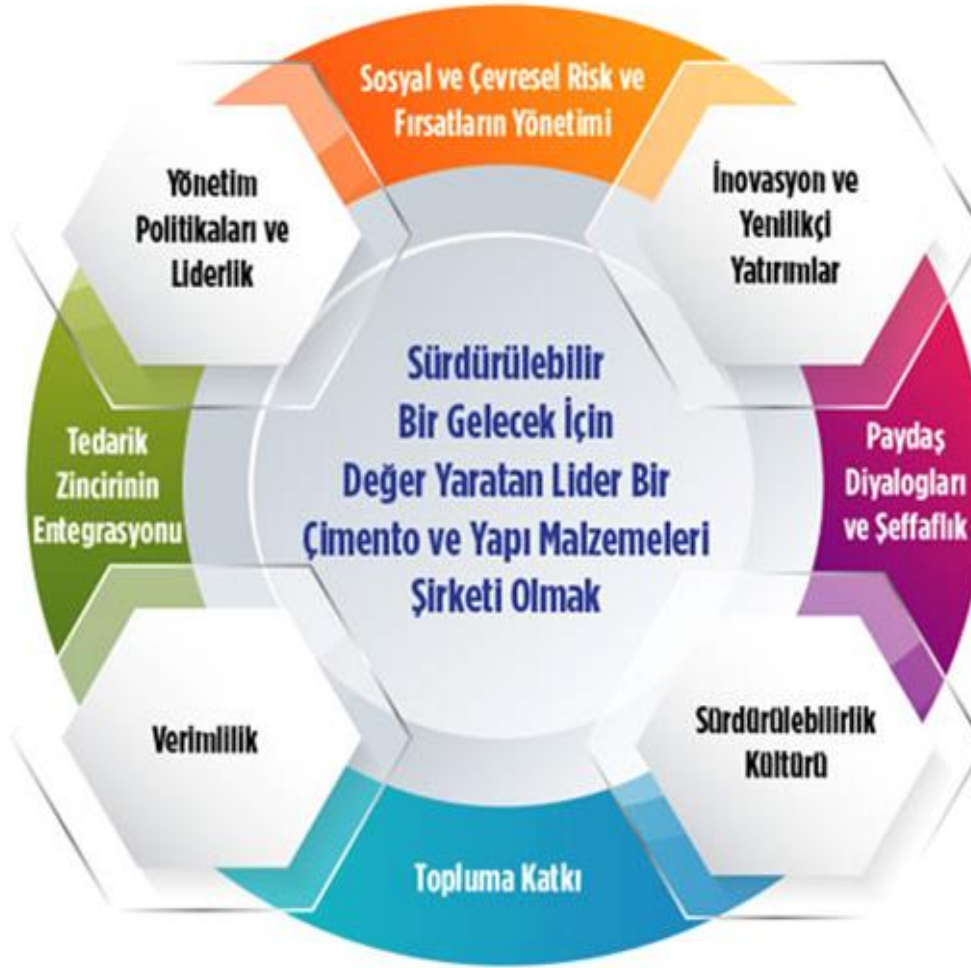 Sosyal ve Çevresel Risk ve
Fırsatların Yönetimi
Yönetim
Politikaları ve
Liderlik
İnovasyon ve
Yenilikçi
Yatırımlar
Sürdürülebilir
Bir Gelecek İçin
Değer Yaratan Lider Bir
Çimento ve Yapı Malzemeleri
Şirketi Olmak
Tedarik
Zincirinin
Entegrasyonu
Paydaş
Diyalogları
ve Şeffaflık
Verimlilik
Sürdürülebilirlik
Kültürü
Topluma Katkı